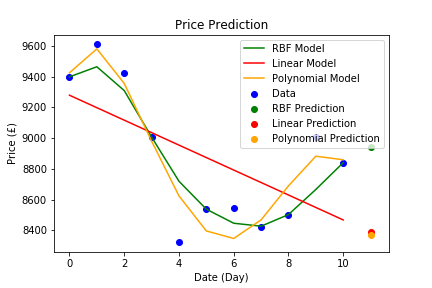 Price Prediction
9600
9400
9200
9000
8800
8600
8400
Price (£)
0
2
4
6
8
10
Date (Day)
RBF Model
Linear Model
Polynomial Model
Data
RBF Prediction
Linear Prediction
Polynomial Prediction